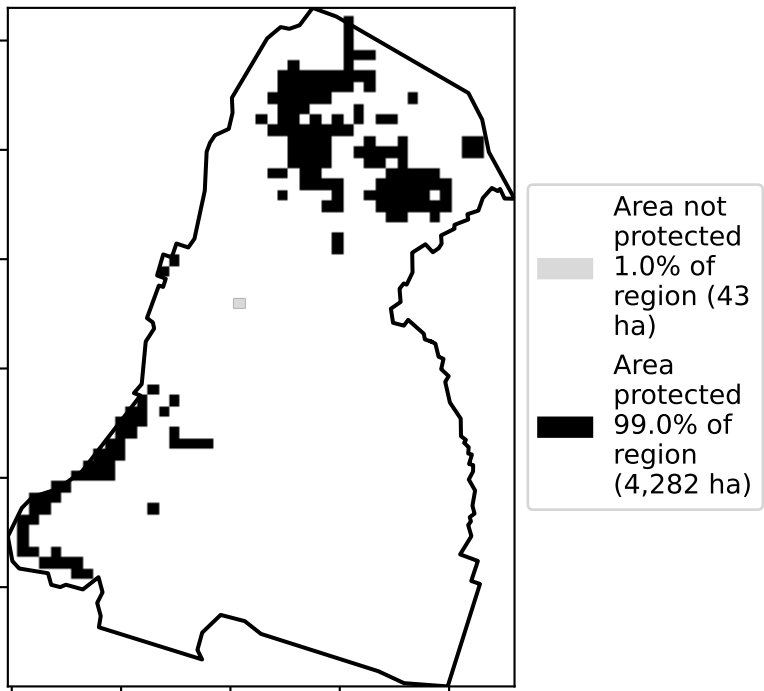 Area not
protected
1.0% of
region (43
ha)
Area
protected
99.0% of
region
(4,282 ha)